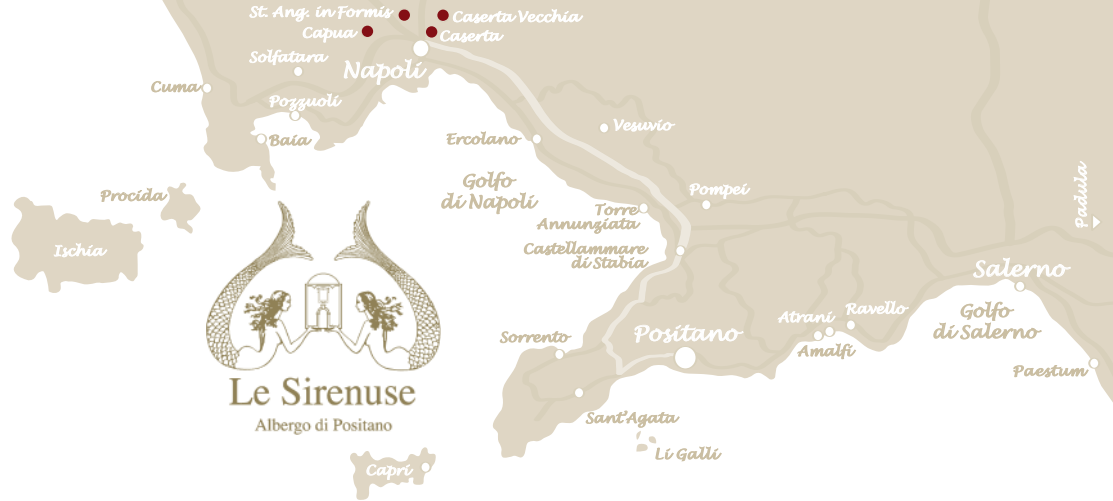 St. Ang. in Formis
Caserta Vecchia
Capua
Caserta
Solfatara
Napoli
Cuma
Pozzuoli
Vesuvio
Baia
Ercolano
Golfo
di Napoli
Pompei
Procida
Padula
Torre
Annunziata
Ischia
Castellammare
di Stabia
Salerno
Golfo
di Salerno
Ravello
Atrani
Amalfi
Positano
Sorrento
Paestum
Le Sirenuse
Albergo di Positano
Sant'Agata
Li Galli
Capri